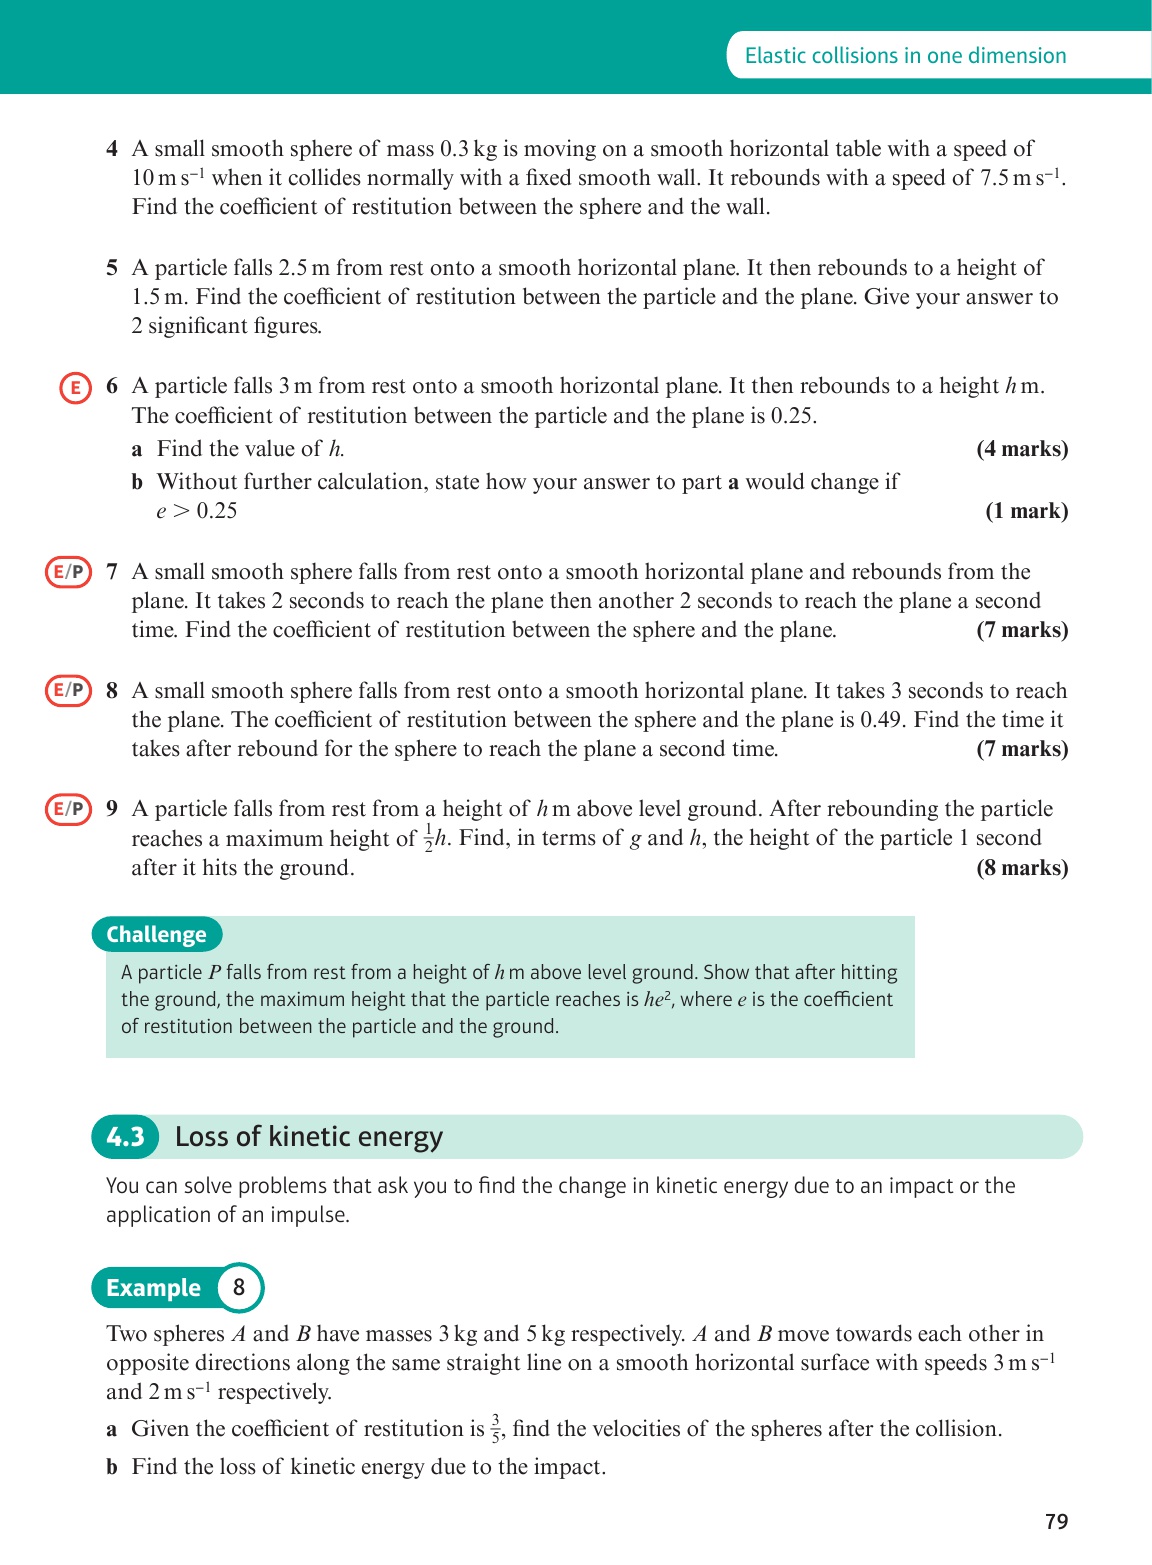 Elastic collisions in one dimension
4 A small smooth sphere of mass 0.3 kg is moving on a smooth horizontal table with a speed of
10 m s⁻¹ when it collides normally with a fixed smooth wall. It rebounds with a speed of 7.5 m s⁻¹.
Find the coefficient of restitution between the sphere and the wall.
5 A particle falls 2.5 m from rest onto a smooth horizontal plane. It then rebounds to a height of
1.5 m. Find the coefficient of restitution between the particle and the plane. Give your answer to
2 significant figures.
E 6 A particle falls 3 m from rest onto a smooth horizontal plane. It then rebounds to a height h m.
The coefficient of restitution between the particle and the plane is 0.25.
a Find the value of h. (4 marks)
b Without further calculation, state how your answer to part a would change if
e > 0.25 (1 mark)
E/P 7 A small smooth sphere falls from rest onto a smooth horizontal plane and rebounds from the
plane. It takes 2 seconds to reach the plane then another 2 seconds to reach the plane a second
time. Find the coefficient of restitution between the sphere and the plane. (7 marks)
E/P 8 A small smooth sphere falls from rest onto a smooth horizontal plane. It takes 3 seconds to reach
the plane. The coefficient of restitution between the sphere and the plane is 0.49. Find the time it
takes after rebound for the sphere to reach the plane a second time. (7 marks)
E/P 9 A particle falls from rest from a height of h m above level ground. After rebounding the particle
reaches a maximum height of ½h. Find, in terms of g and h, the height of the particle 1 second
after it hits the ground. (8 marks)
Challenge
A particle P falls from rest from a height of h m above level ground. Show that after hitting
the ground, the maximum height that the particle reaches is he², where e is the coefficient
of restitution between the particle and the ground.
4.3 Loss of kinetic energy
You can solve problems that ask you to find the change in kinetic energy due to an impact or the
application of an impulse.
Example 8
Two spheres A and B have masses 3 kg and 5 kg respectively. A and B move towards each other in
opposite directions along the same straight line on a smooth horizontal surface with speeds 3 m s⁻¹
and 2 m s⁻¹ respectively.
a Given the coefficient of restitution is ⅗, find the velocities of the spheres after the collision.
b Find the loss of kinetic energy due to the impact.
79